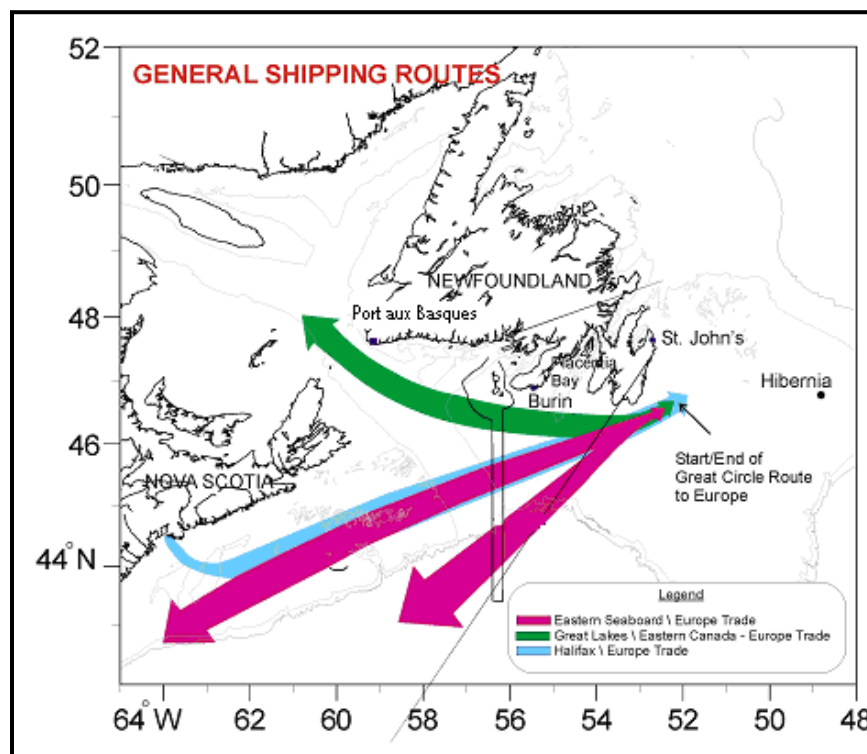 52
GENERAL SHIPPING ROUTES
50
NEWFOUNDLAND
48
Port aux Basques
St. John's
Placentia
Bay
Hibernia
Burin
46
Start/End of
Great Circle Route
to Europe
NOVA SCOTIA
44°N
Legend
Eastern Seaboard \ Europe Trade
Great Lakes \ Eastern Canada - Europe Trade
Halifax \ Europe Trade
64°W 62 60 58 56 54 52 50 48